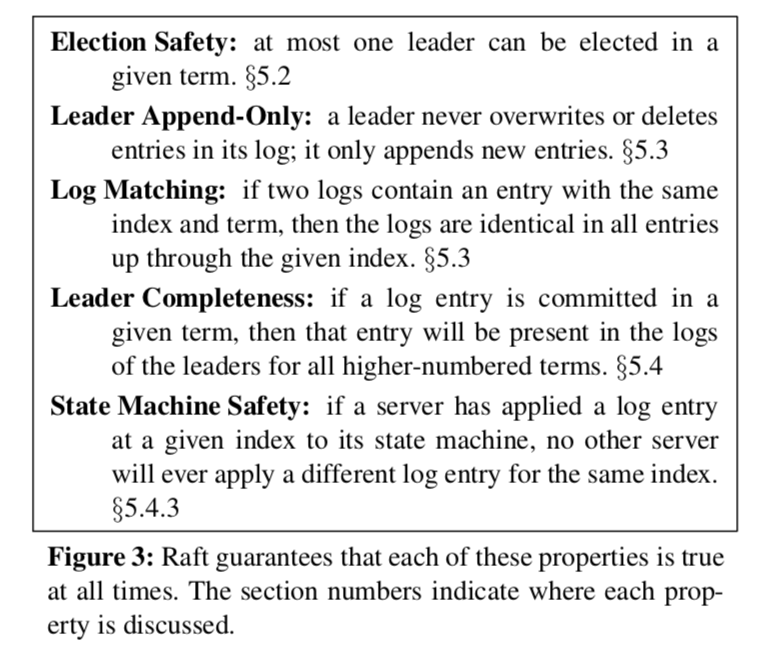 Election Safety: at most one leader can be elected in a
given term. §5.2
Leader Append-Only: a leader never overwrites or deletes
entries in its log; it only appends new entries. §5.3
Log Matching: if two logs contain an entry with the same
index and term, then the logs are identical in all entries
up through the given index. §5.3
Leader Completeness: if a log entry is committed in a
given term, then that entry will be present in the logs
of the leaders for all higher-numbered terms. §5.4
State Machine Safety: if a server has applied a log entry
at a given index to its state machine, no other server
will ever apply a different log entry for the same index.
§5.4.3
Figure 3: Raft guarantees that each of these properties is true
at all times. The section numbers indicate where each prop-
erty is discussed.